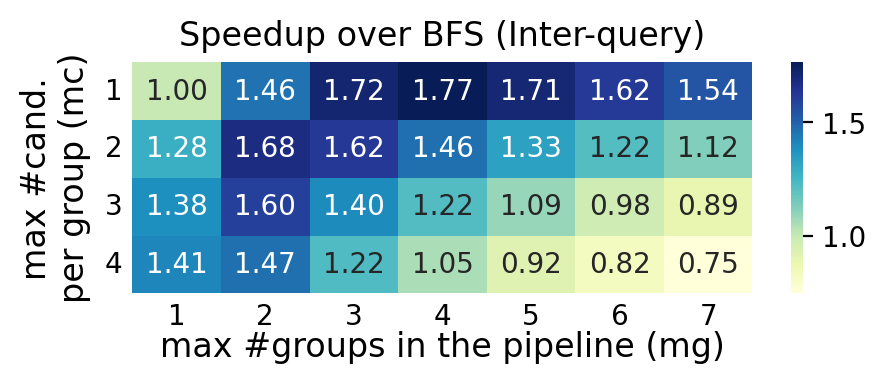 Speedup over BFS (Inter-query)
max #cand.
per group (mc)
1 1.00 1.46 1.72 1.77 1.71 1.62 1.54
2 1.28 1.68 1.62 1.46 1.33 1.22 1.12
3 1.38 1.60 1.40 1.22 1.09 0.98 0.89
4 1.41 1.47 1.22 1.05 0.92 0.82 0.75
1 2 3 4 5 6 7
max #groups in the pipeline (mg)
1.5
1.0